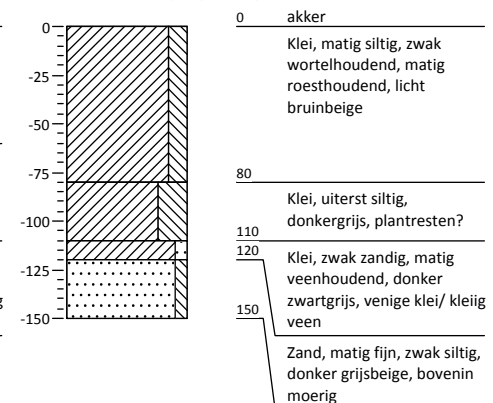 0
-25
-50
-75
-100
-125
-150
0 akker
Klei, matig siltig, zwak
wortelhoudend, matig
roesthoudend, licht
bruinbeige
80
Klei, uiterst siltig,
donkergrijs, plantresten?
110
120
Klei, zwak zandig, matig
veenhoudend, donker
zwartgrijs, venige klei/ kleiig
veen
150
Zand, matig fijn, zwak siltig,
donker grijsbeige, bovenin
moerig
g